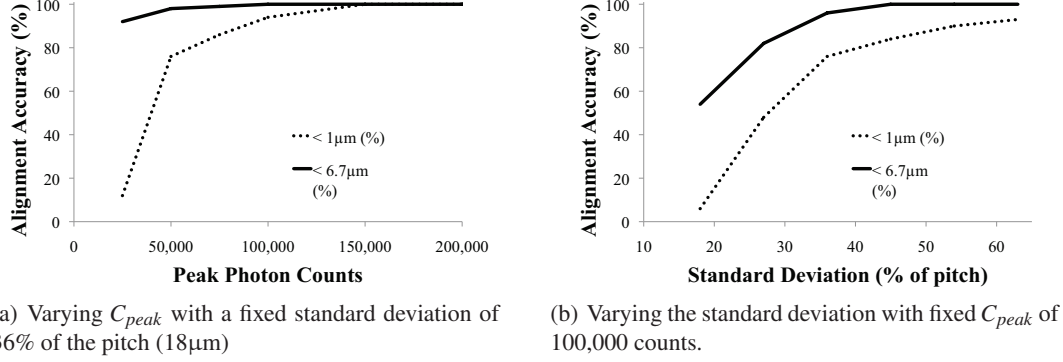 100
80
60
40
20
0
Alignment Accuracy (%)
< 1μm (%)
< 6.7μm
(%)
0 50,000 100,000 150,000 200,000
Peak Photon Counts
a) Varying C_peak with a fixed standard deviation of
36% of the pitch (18μm)
100
80
60
40
20
0
Alignment Accuracy (%)
< 1μm (%)
< 6.7μm
(%)
10 20 30 40 50 60
Standard Deviation (% of pitch)
(b) Varying the standard deviation with fixed C_peak of
100,000 counts.